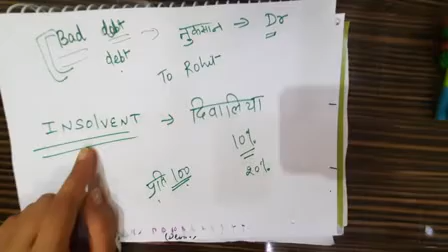 Bad debt → नुकसान → Dr
debt
To Rohit
INSOLVENT → दिवालिया
10%
प्रति 100
20%